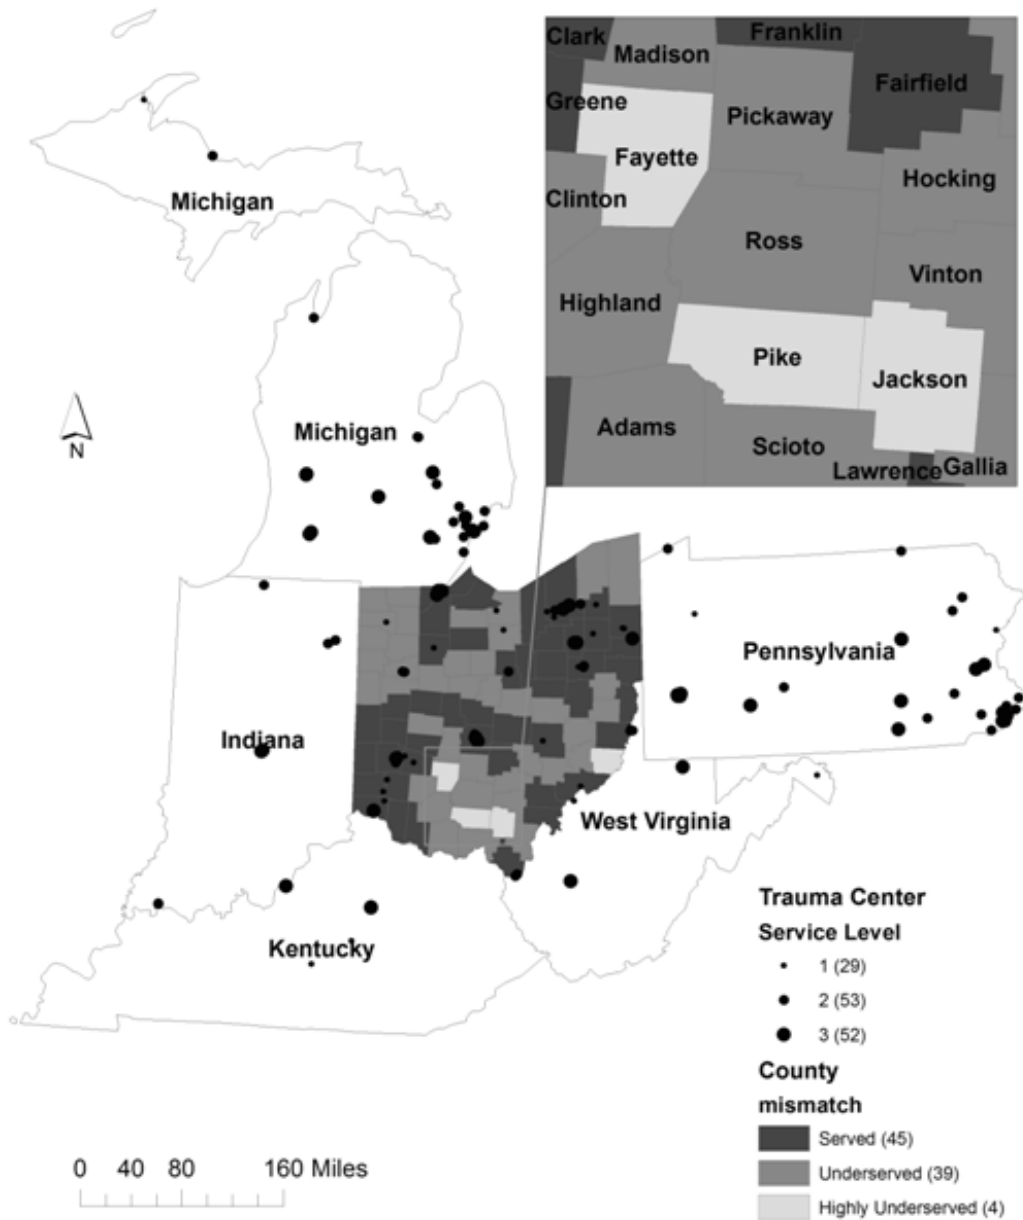 Clark
Franklin
Madison
Fairfield
Greene
Pickaway
Fayette
Hocking
Clinton
Ross
Vinton
Highland
Pike
Jackson
Adams
Scioto
Lawrence
Gallia
Michigan
N
Michigan
Pennsylvania
Indiana
West Virginia
Kentucky
Trauma Center
Service Level
1 (29)
2 (53)
3 (52)
County
mismatch
Served (45)
Underserved (39)
Highly Underserved (4)
0 40 80 160 Miles